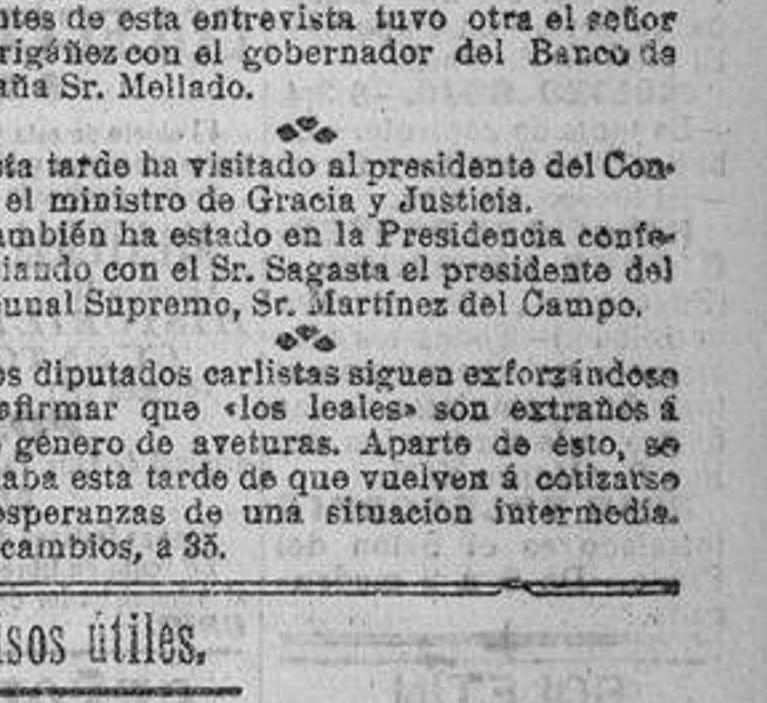 ntes de esta entrevista tuvo otra el señor
rigáñez con el gobernador del Banco de
aña Sr. Mellado.
sta tarde ha visitado al presidente del Con-
el ministro de Gracia y Justicia.
ambién ha estado en la Presidencia confe-
iando con el Sr. Sagasta el presidente del
unal Supremo, Sr. Martínez del Campo.
os diputados carlistas siguen exforzándose
afirmar que «los leales» son extraños á
género de aveturas. Aparte de ésto, se
aba esta tarde de que vuelven á cotizarse
esperanzas de una situacion intermedia.
cambios, a 35.
isos útiles.